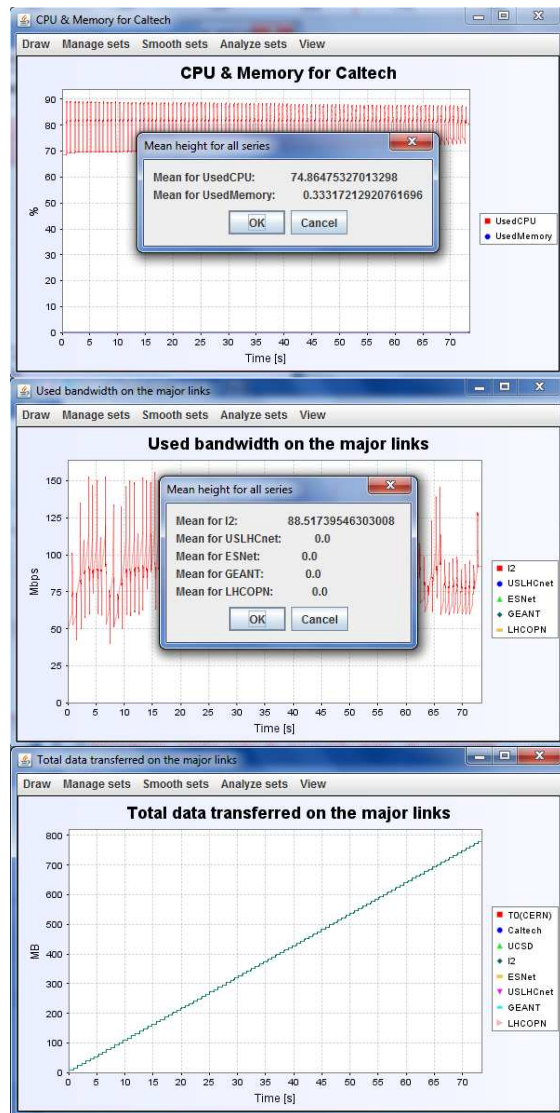 CPU & Memory for Caltech
Draw Manage sets Smooth sets Analyze sets View
CPU & Memory for Caltech
90
80
70
60
50
40
30
20
10
0
%
Mean height for all series
Mean for UsedCPU: 74.86475327013298
Mean for UsedMemory: 0.33317212920761696
OK Cancel
UsedCPU
UsedMemory
0 5 10 15 20 25 30 35 40 45 50 55 60 65 70
Time [s]
Used bandwidth on the major links
Draw Manage sets Smooth sets Analyze sets View
Used bandwidth on the major links
150
125
100
75
50
25
0
Mbps
Mean height for all series
Mean for I2: 88.51739546303008
Mean for USLHCnet: 0.0
Mean for ESNet: 0.0
Mean for GEANT: 0.0
Mean for LHCOPN: 0.0
OK Cancel
I2
USLHCnet
ESNet
GEANT
LHCOPN
0 5 10 15 20 25 30 35 40 45 50 55 60 65 70
Time [s]
Total data transferred on the major links
Draw Manage sets Smooth sets Analyze sets View
Total data transferred on the major links
800
700
600
500
400
300
200
100
0
MB
T0(CERN)
Caltech
UCSD
I2
ESNet
USLHCnet
GEANT
LHCOPN
0 5 10 15 20 25 30 35 40 45 50 55 60 65 70
Time [s]